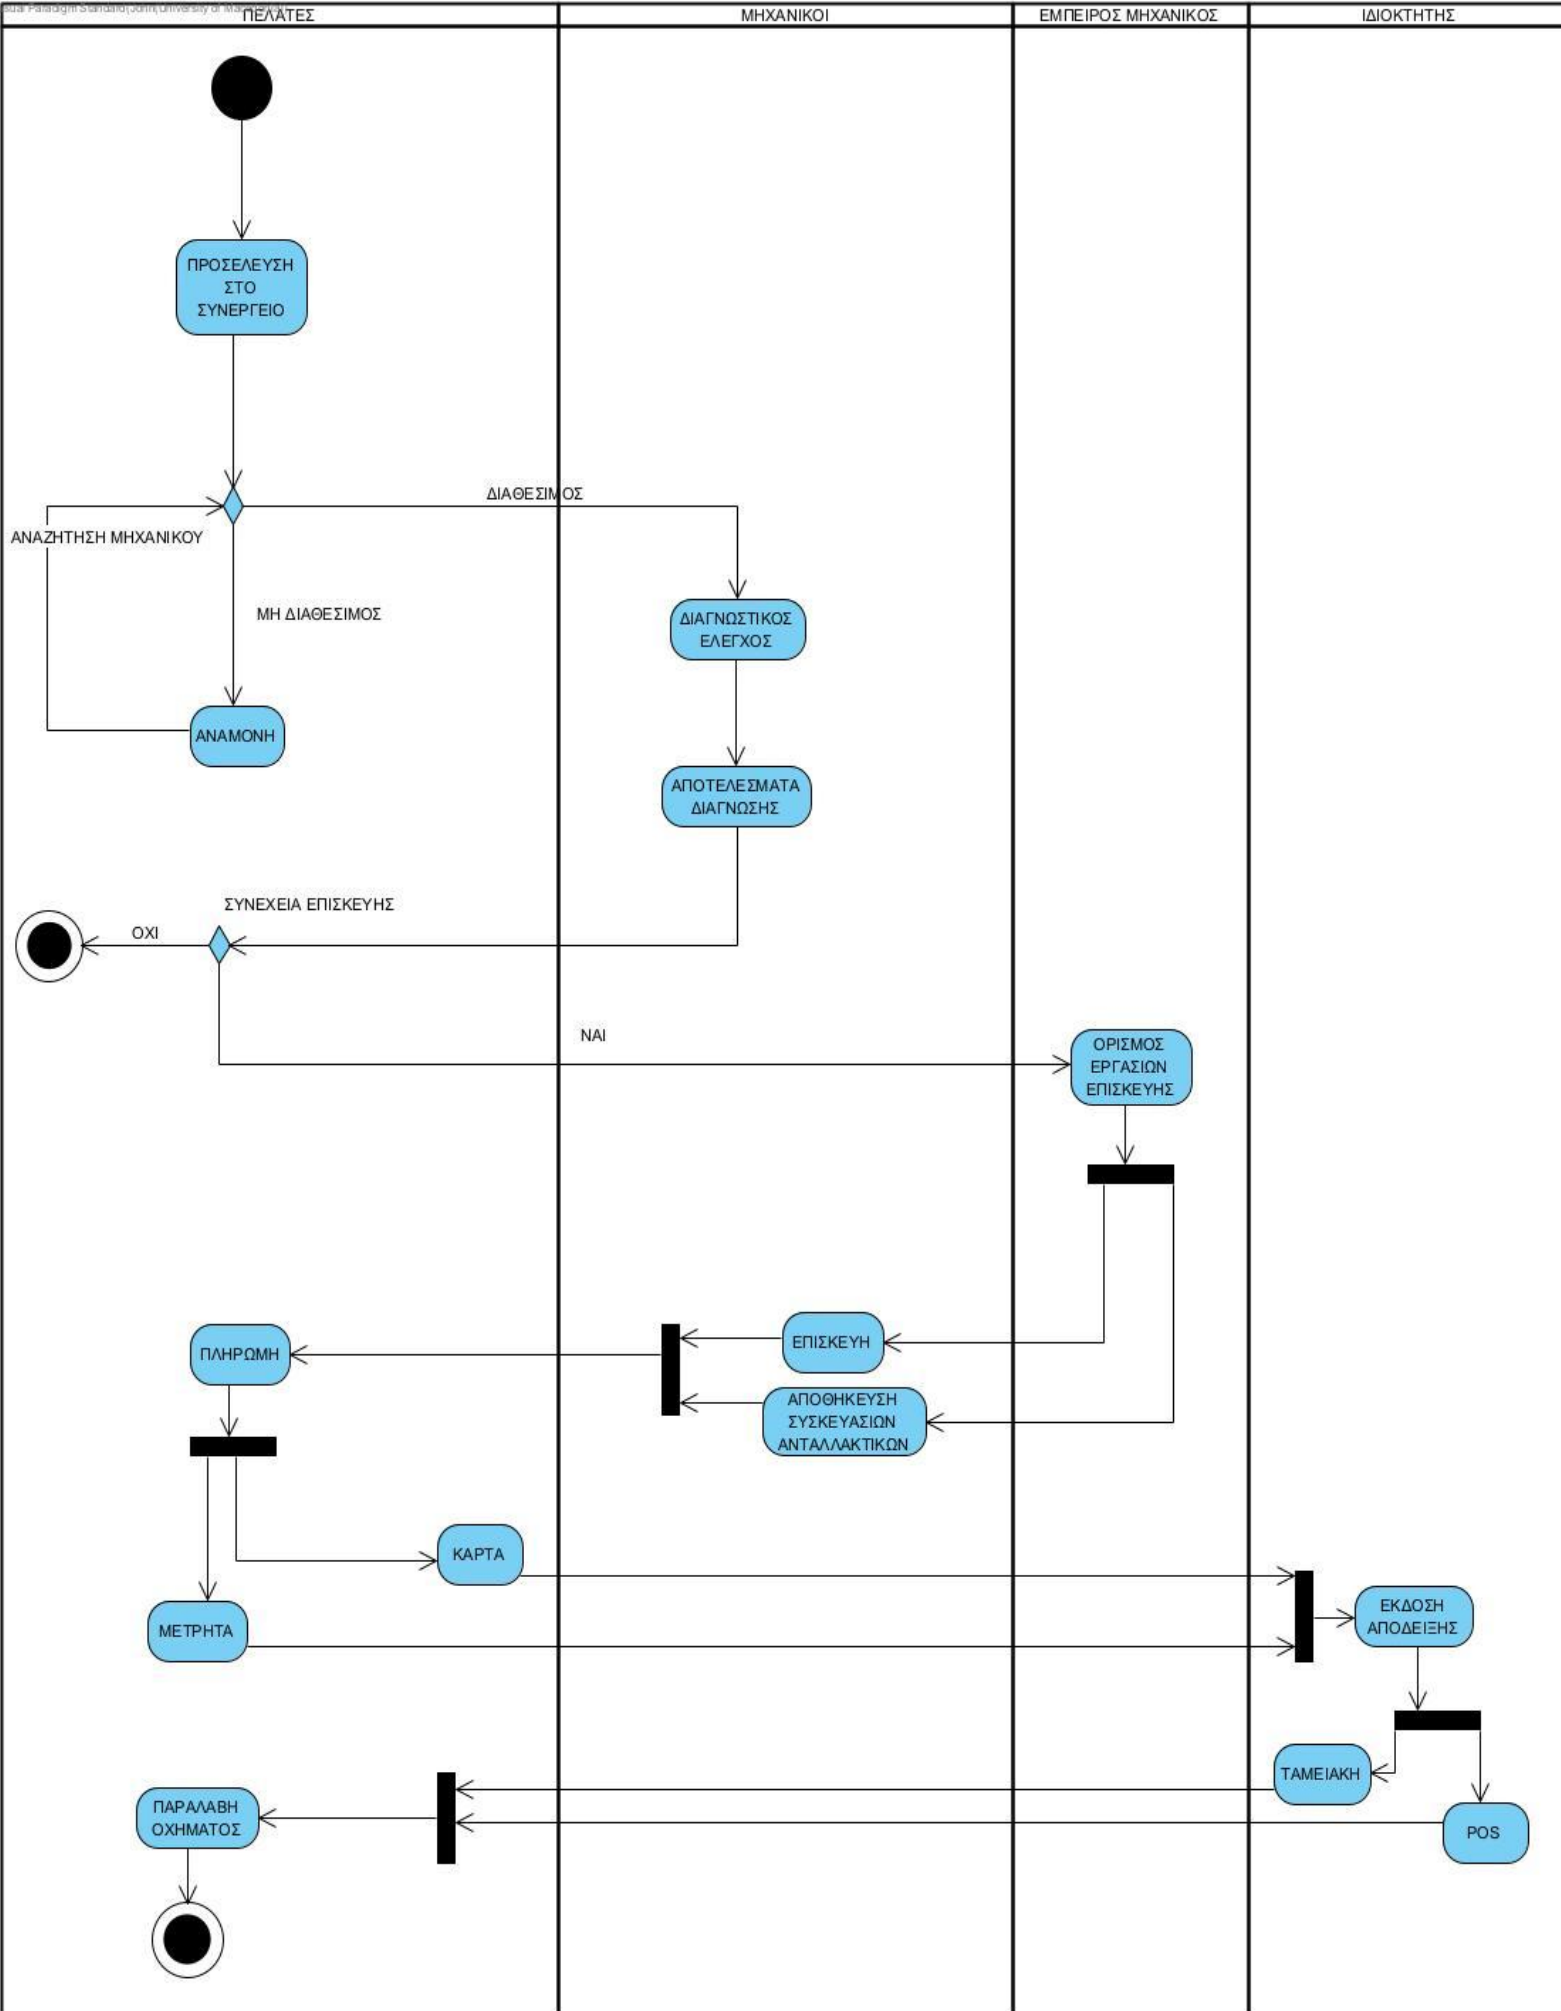 ΠΕΛΑΤΕΣ
ΜΗΧΑΝΙΚΟΙ
ΕΜΠΕΙΡΟΣ ΜΗΧΑΝΙΚΟΣ
ΙΔΙΟΚΤΗΤΗΣ
ΠΡΟΣΕΛΕΥΣΗ
ΣΤΟ
ΣΥΝΕΡΓΕΙΟ
ΔΙΑΘΕΣΙΜΟΣ
ΑΝΑΖΗΤΗΣΗ ΜΗΧΑΝΙΚΟΥ
ΜΗ ΔΙΑΘΕΣΙΜΟΣ
ΔΙΑΓΝΩΣΤΙΚΟΣ
ΕΛΕΓΧΟΣ
ΑΝΑΜΟΝΗ
ΑΠΟΤΕΛΕΣΜΑΤΑ
ΔΙΑΓΝΩΣΗΣ
ΣΥΝΕΧΕΙΑ ΕΠΙΣΚΕΥΗΣ
ΟΧΙ
ΝΑΙ
ΟΡΙΣΜΟΣ
ΕΡΓΑΣΙΩΝ
ΕΠΙΣΚΕΥΗΣ
ΠΛΗΡΩΜΗ
ΕΠΙΣΚΕΥΗ
ΑΠΟΘΗΚΕΥΣΗ
ΣΥΣΚΕΥΑΣΙΩΝ
ΑΝΤΑΛΛΑΚΤΙΚΩΝ
ΚΑΡΤΑ
ΜΕΤΡΗΤΑ
ΕΚΔΟΣΗ
ΑΠΟΔΕΙΞΗΣ
ΤΑΜΕΙΑΚΗ
ΠΑΡΑΛΑΒΗ
ΟΧΗΜΑΤΟΣ
POS